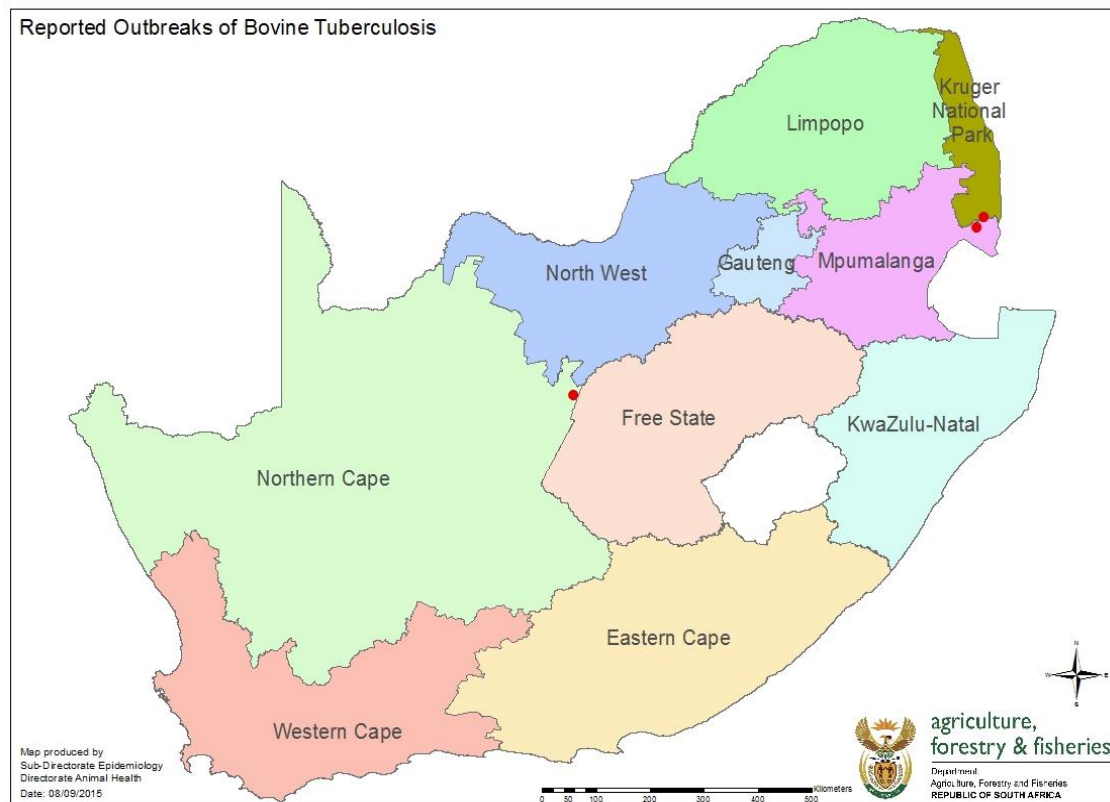 Reported Outbreaks of Bovine Tuberculosis
Kruger
National
Park
Limpopo
North West
Gauteng
Mpumalanga
Free State
KwaZulu-Natal
Northern Cape
Eastern Cape
Western Cape
N
W
E
S
Map produced by
Sub-Directorate Epidemiology
Directorate Animal Health
Date: 08/09/2015
Kilometers
0 50 100 200 300 400 500
agriculture,
forestry & fisheries
Department:
Agriculture, Forestry and Fisheries
REPUBLIC OF SOUTH AFRICA